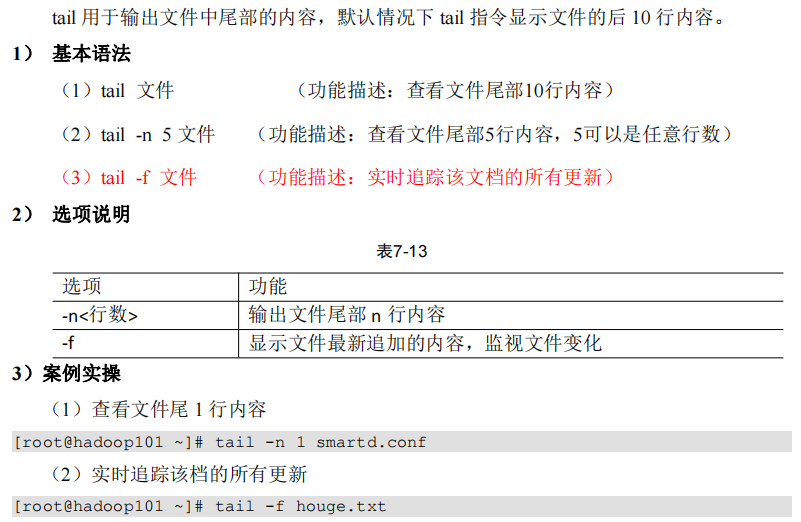 tail 用于输出文件中尾部的内容，默认情况下 tail 指令显示文件的后 10 行内容。
1） 基本语法
（1）tail 文件 （功能描述：查看文件尾部10行内容）
（2）tail -n 5 文件 （功能描述：查看文件尾部5行内容，5可以是任意行数）
（3）tail -f 文件 （功能描述：实时追踪该文档的所有更新）
2） 选项说明
表7-13
选项 功能
-n<行数> 输出文件尾部 n 行内容
-f 显示文件最新追加的内容，监视文件变化
3）案例实操
（1）查看文件尾 1 行内容
[root@hadoop101 ~]# tail -n 1 smartd.conf
（2）实时追踪该档的所有更新
[root@hadoop101 ~]# tail -f houge.txt